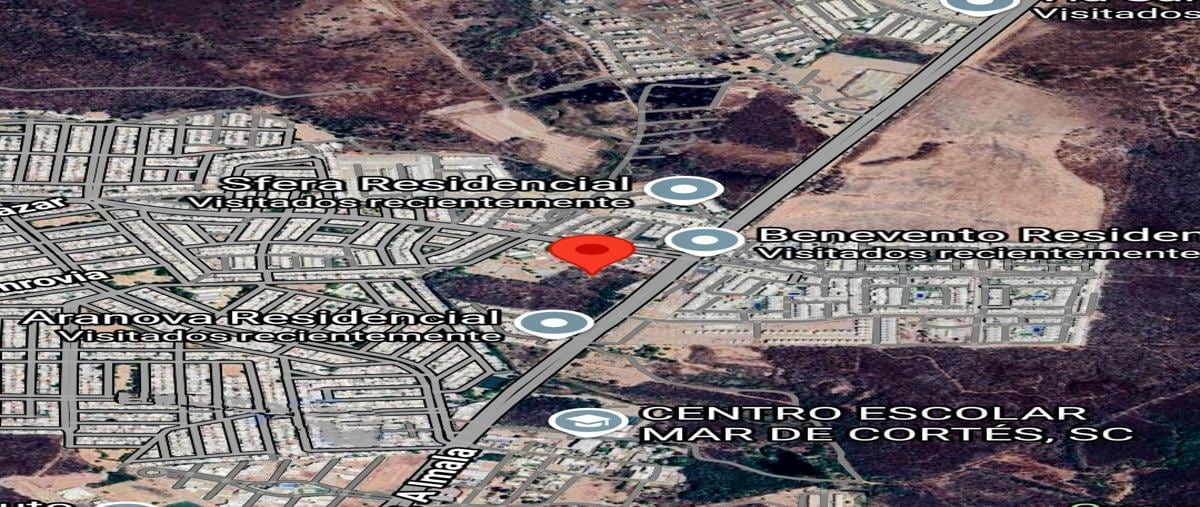 Visitados
Sfera Residencial
Visitados recientemente
Benevento Residen
Visitados recientemente
Aranova Residencial
Visitados recientemente
CENTRO ESCOLAR
MAR DE CORTÉS, SC
A Imala